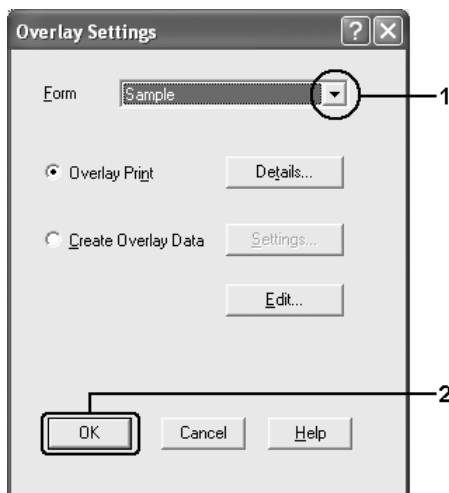 Overlay Settings
Form Sample 1
Overlay Print Details...
Create Overlay Data Settings...
Edit...
2
OK Cancel Help